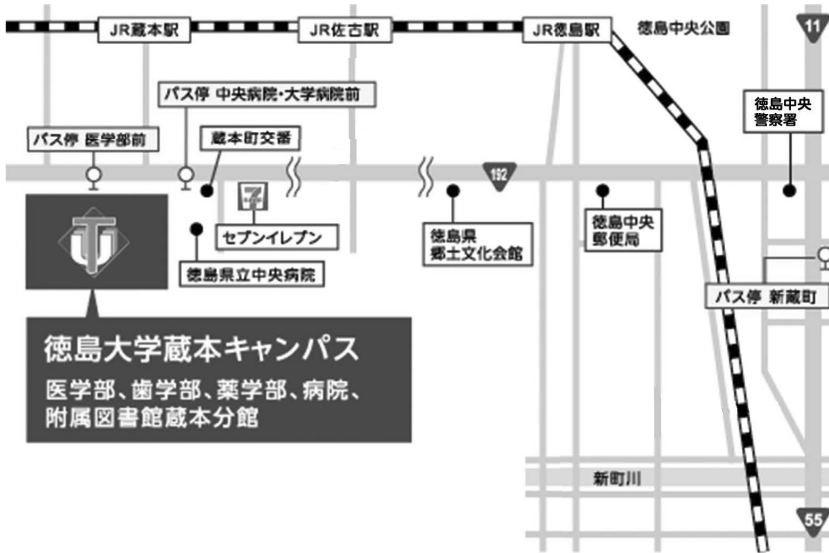 JR蔵本駅
JR佐古駅
JR徳島駅
徳島中央公園
11
バス停 中央病院・大学病院前
徳島中央
警察署
バス停 医学部前
蔵本町交番
192
7
セブンイレブン
徳島県
郷土文化会館
徳島中央
郵便局
徳島県立中央病院
バス停 新蔵町
徳島大学蔵本キャンパス
医学部、歯学部、薬学部、病院、
附属図書館蔵本分館
新町川
55